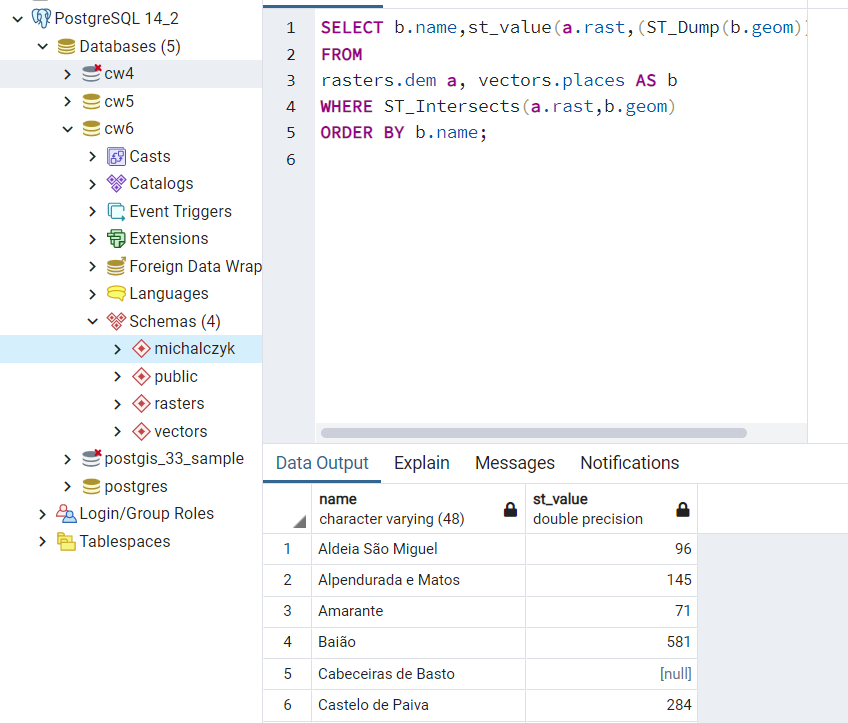 PostgreSQL 14_2
Databases (5)
cw4
cw5
cw6
Casts
Catalogs
Event Triggers
Extensions
Foreign Data Wrap
Languages
Schemas (4)
michalczyk
public
rasters
vectors
postgis_33_sample
postgres
Login/Group Roles
Tablespaces
1 SELECT b.name,st_value(a.rast,(ST_Dump(b.geom))
2 FROM
3 rasters.dem a, vectors.places AS b
4 WHERE ST_Intersects(a.rast,b.geom)
5 ORDER BY b.name;
6
Data Output Explain Messages Notifications
name st_value
character varying (48) double precision
1 Aldeia São Miguel 96
2 Alpendurada e Matos 145
3 Amarante 71
4 Baião 581
5 Cabeceiras de Basto [null]
6 Castelo de Paiva 284